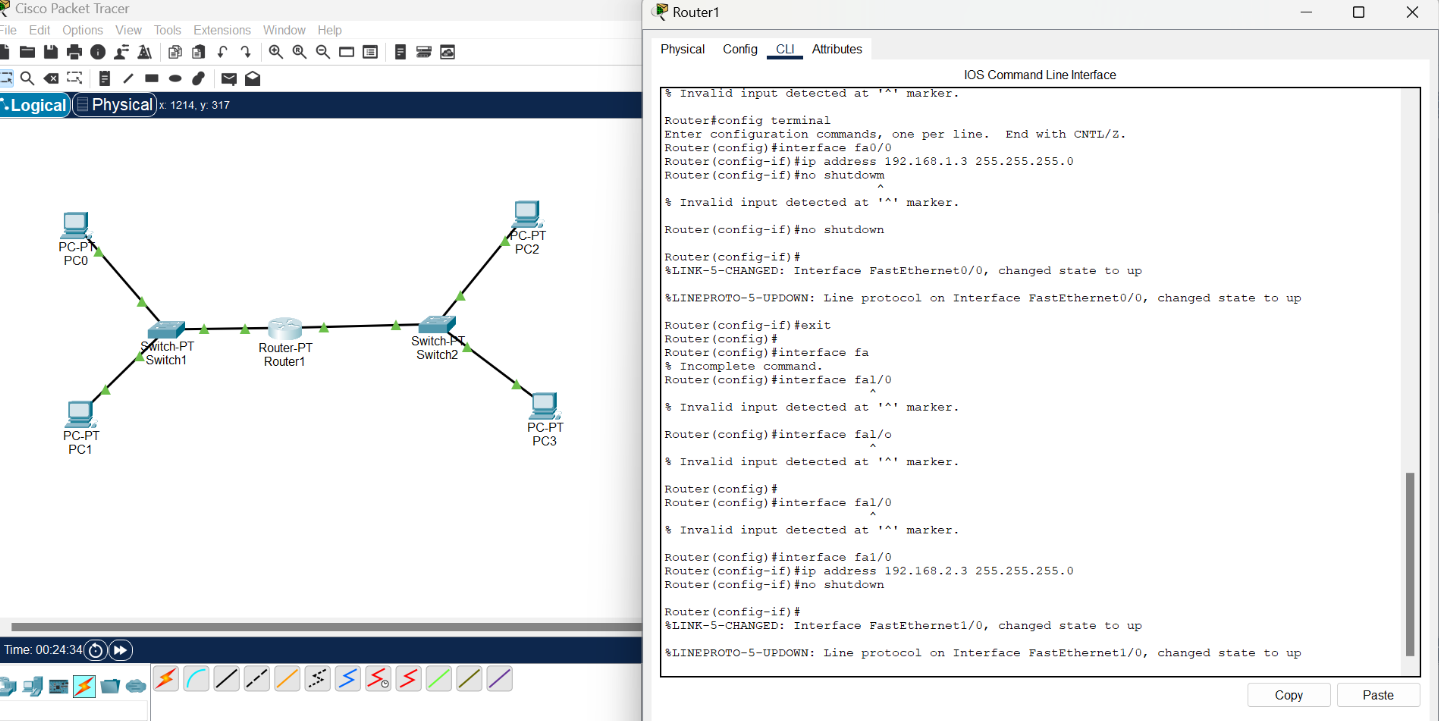 Cisco Packet Tracer
File Edit Options View Tools Extensions Window Help
Logical Physical x: 1214, y: 317
PC-PT
PC0
PC-PT
PC2
Switch-PT
Switch1
Router-PT
Router1
Switch-PT
Switch2
PC-PT
PC1
PC-PT
PC3
Time: 00:24:34
Router1
Physical Config CLI Attributes
IOS Command Line Interface
% Invalid input detected at '^' marker.
Router#config terminal
Enter configuration commands, one per line. End with CNTL/Z.
Router(config)#interface fa0/0
Router(config-if)#ip address 192.168.1.3 255.255.255.0
Router(config-if)#no shutdowm
^
% Invalid input detected at '^' marker.
Router(config-if)#no shutdown
Router(config-if)#
%LINK-5-CHANGED: Interface FastEthernet0/0, changed state to up
%LINEPROTO-5-UPDOWN: Line protocol on Interface FastEthernet0/0, changed state to up
Router(config-if)#exit
Router(config)#
Router(config)#interface fa
% Incomplete command.
Router(config)#interface fal/0
^
% Invalid input detected at '^' marker.
Router(config)#interface fal/o
^
% Invalid input detected at '^' marker.
Router(config)#
Router(config)#interface fal/0
^
% Invalid input detected at '^' marker.
Router(config)#interface fa1/0
Router(config-if)#ip address 192.168.2.3 255.255.255.0
Router(config-if)#no shutdown
Router(config-if)#
%LINK-5-CHANGED: Interface FastEthernet1/0, changed state to up
%LINEPROTO-5-UPDOWN: Line protocol on Interface FastEthernet1/0, changed state to up
Copy Paste